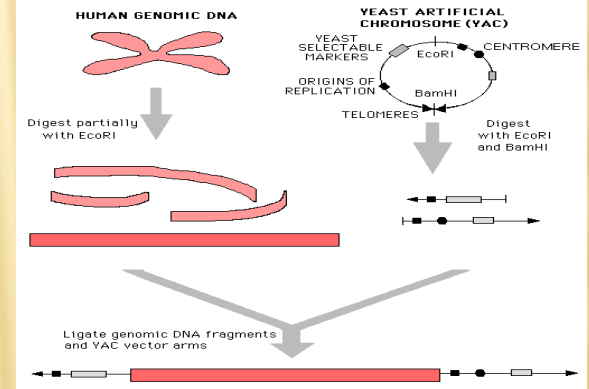 HUMAN GENOMIC DNA
YEAST ARTIFICIAL
CHROMOSOME (YAC)
YEAST
SELECTABLE
MARKERS
EcoRI
CENTROMERE
ORIGINS OF
REPLICATION
BamHI
TELOMERES
Digest partially
with EcoRI
Digest
with EcoRI
and BamHI
Ligate genomic DNA fragments
and YAC vector arms